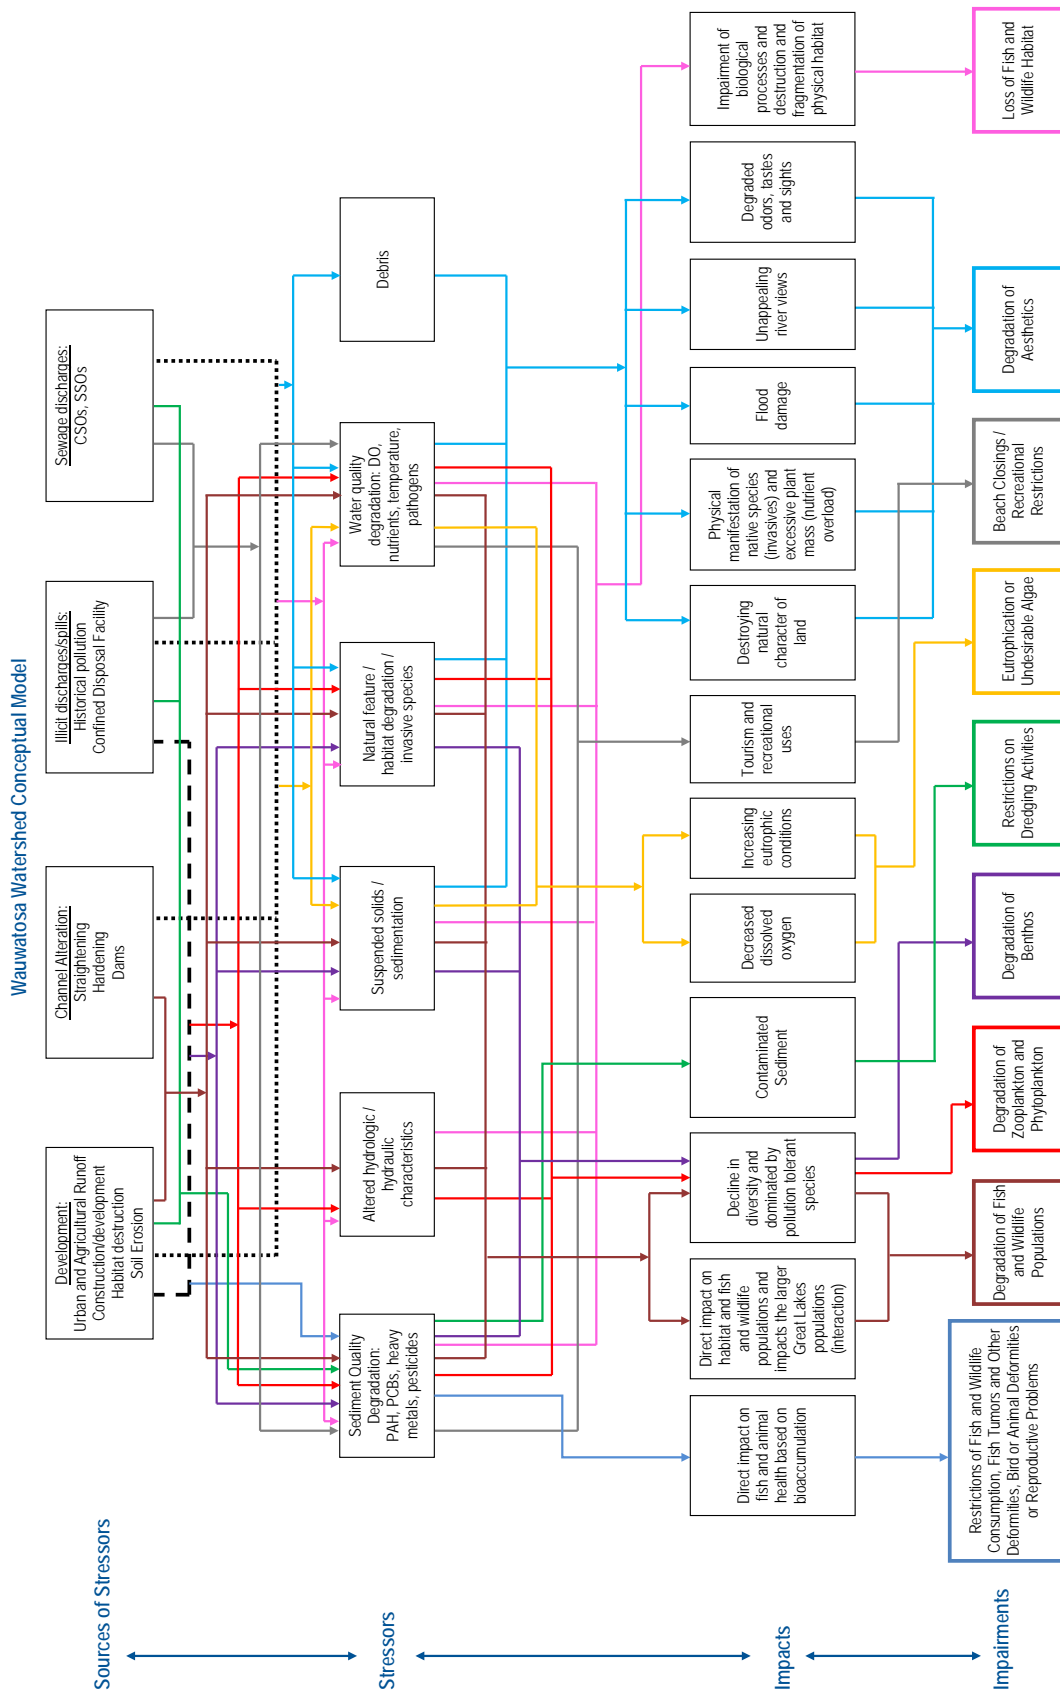 Wauwatosa Watershed Conceptual Model
Sources of Stressors
Development:
Urban and Agricultural Runoff
Construction/development
Habitat destruction
Soil Erosion
Channel Alteration:
Straightening
Hardening
Dams
Illicit discharges/spills:
Historical pollution
Confined Disposal Facility
Sewage discharges:
CSOs, SSOs
Stressors
Sediment Quality
Degradation:
PAH, PCBs, heavy
metals, pesticides
Altered hydrologic /
hydraulic
characteristics
Suspended solids /
sedimentation
Natural feature /
habitat degradation /
invasive species
Water quality
degradation: DO,
nutrients, temperature,
pathogens
Debris
Impacts
Direct impact on
fish and animal
health based on
bioaccumulation
Direct impact on
habitat and fish
and wildlife
populations and
impacts the larger
Great Lakes
populations
(interaction)
Decline in
diversity and
dominated by
pollution tolerant
species
Contaminated
Sediment
Decreased
dissolved
oxygen
Increasing
eutrophic
conditions
Tourism and
recreational
uses
Destroying
natural
character of
land
Physical
manifestation of
native species
(invasives) and
excessive plant
mass (nutrient
overload)
Flood
damage
Unappealing
river views
Degraded
odors, tastes
and sights
Impairment of
biological
processes and
destruction and
fragmentation of
physical habitat
Impairments
Restrictions of Fish and Wildlife
Consumption, Fish Tumors and Other
Deformities, Bird or Animal Deformities
or Reproductive Problems
Degradation of Fish
and Wildlife
Populations
Degradation of
Zooplankton and
Phytoplankton
Degradation of
Benthos
Restrictions on
Dredging Activities
Eutrophication or
Undesirable Algae
Beach Closings /
Recreational
Restrictions
Degradation of
Aesthetics
Loss of Fish and
Wildlife Habitat